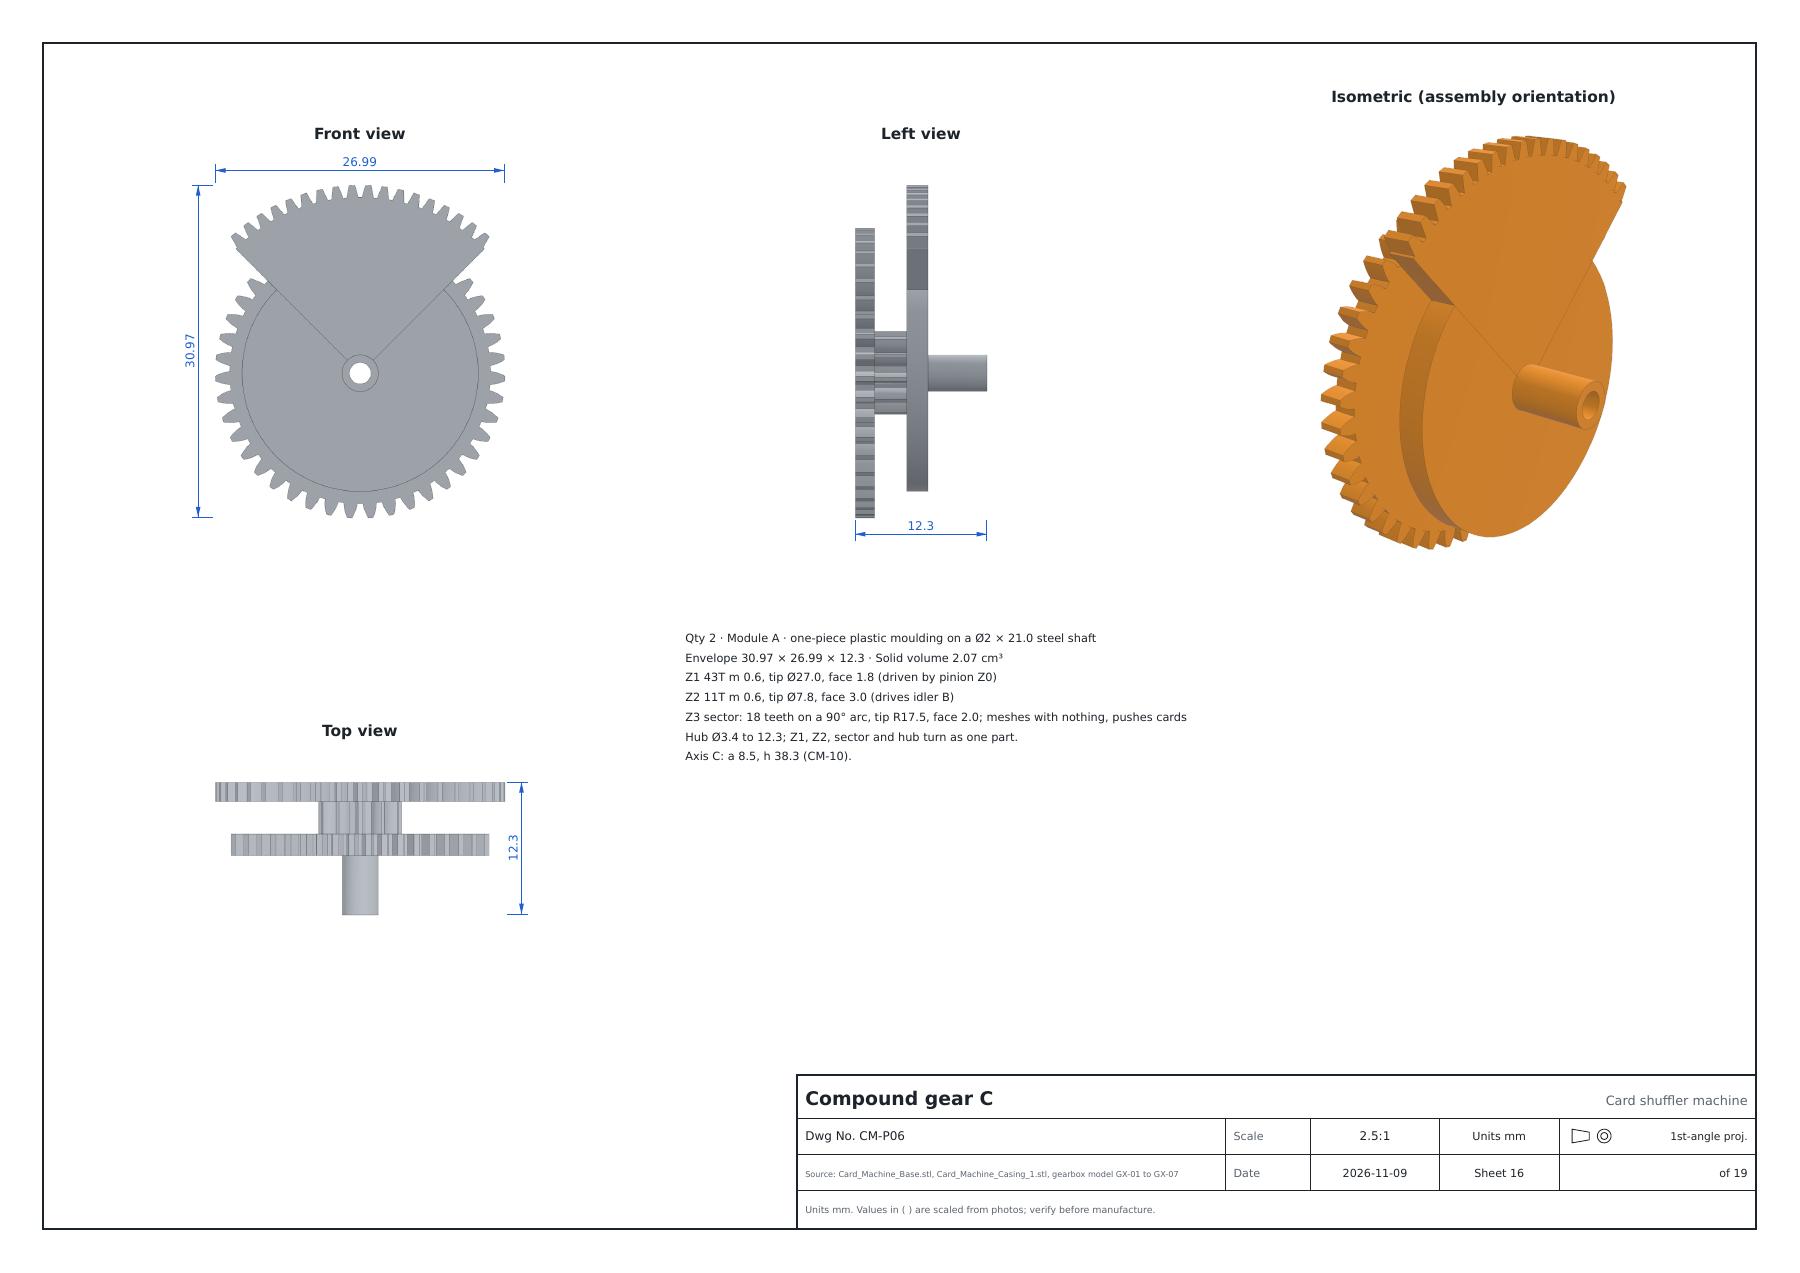 Isometric (assembly orientation)
Front view
Left view
26.99
30.97
12.3
Qty 2 · Module A · one-piece plastic moulding on a Ø2 × 21.0 steel shaft
Envelope 30.97 × 26.99 × 12.3 · Solid volume 2.07 cm³
Z1 43T m 0.6, tip Ø27.0, face 1.8 (driven by pinion Z0)
Z2 11T m 0.6, tip Ø7.8, face 3.0 (drives idler B)
Z3 sector: 18 teeth on a 90° arc, tip R17.5, face 2.0; meshes with nothing, pushes cards
Hub Ø3.4 to 12.3; Z1, Z2, sector and hub turn as one part.
Axis C: a 8.5, h 38.3 (CM-10).
Top view
12.3
Compound gear C
Card shuffler machine
Dwg No. CM-P06
Scale
2.5:1
Units mm
1st-angle proj.
Source: Card_Machine_Base.stl, Card_Machine_Casing_1.stl, gearbox model GX-01 to GX-07
Date
2026-11-09
Sheet 16
of 19
Units mm. Values in ( ) are scaled from photos; verify before manufacture.